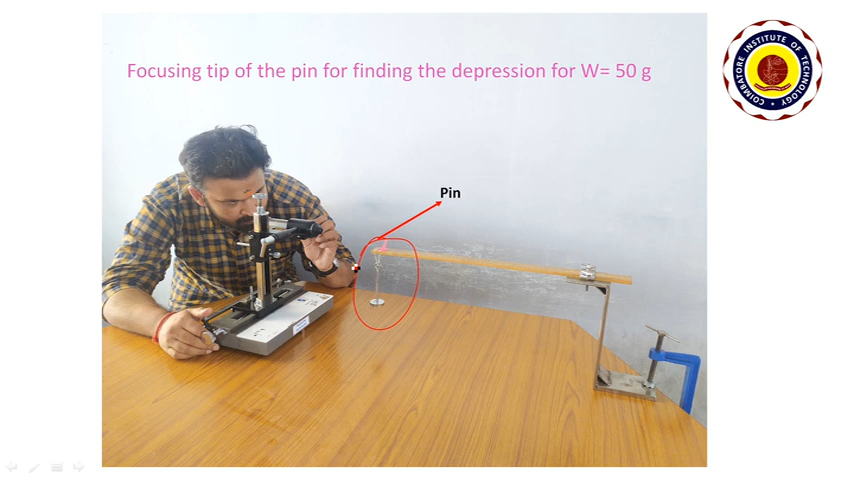 Focusing tip of the pin for finding the depression for W= 50 g
COIMBATORE INSTITUTE OF TECHNOLOGY
Pin